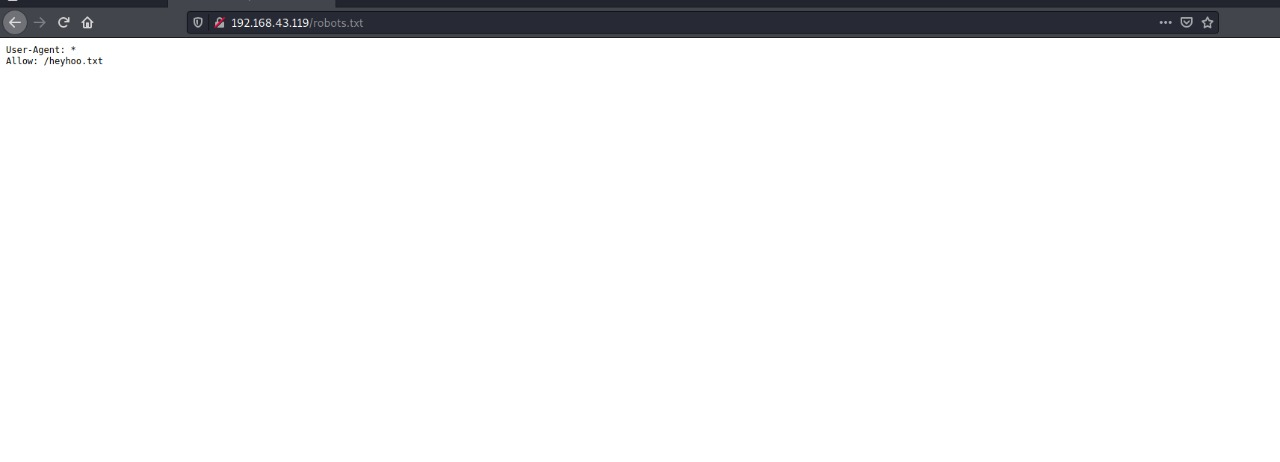 192.168.43.119/robots.txt
User-Agent: *
Allow: /heyhoo.txt